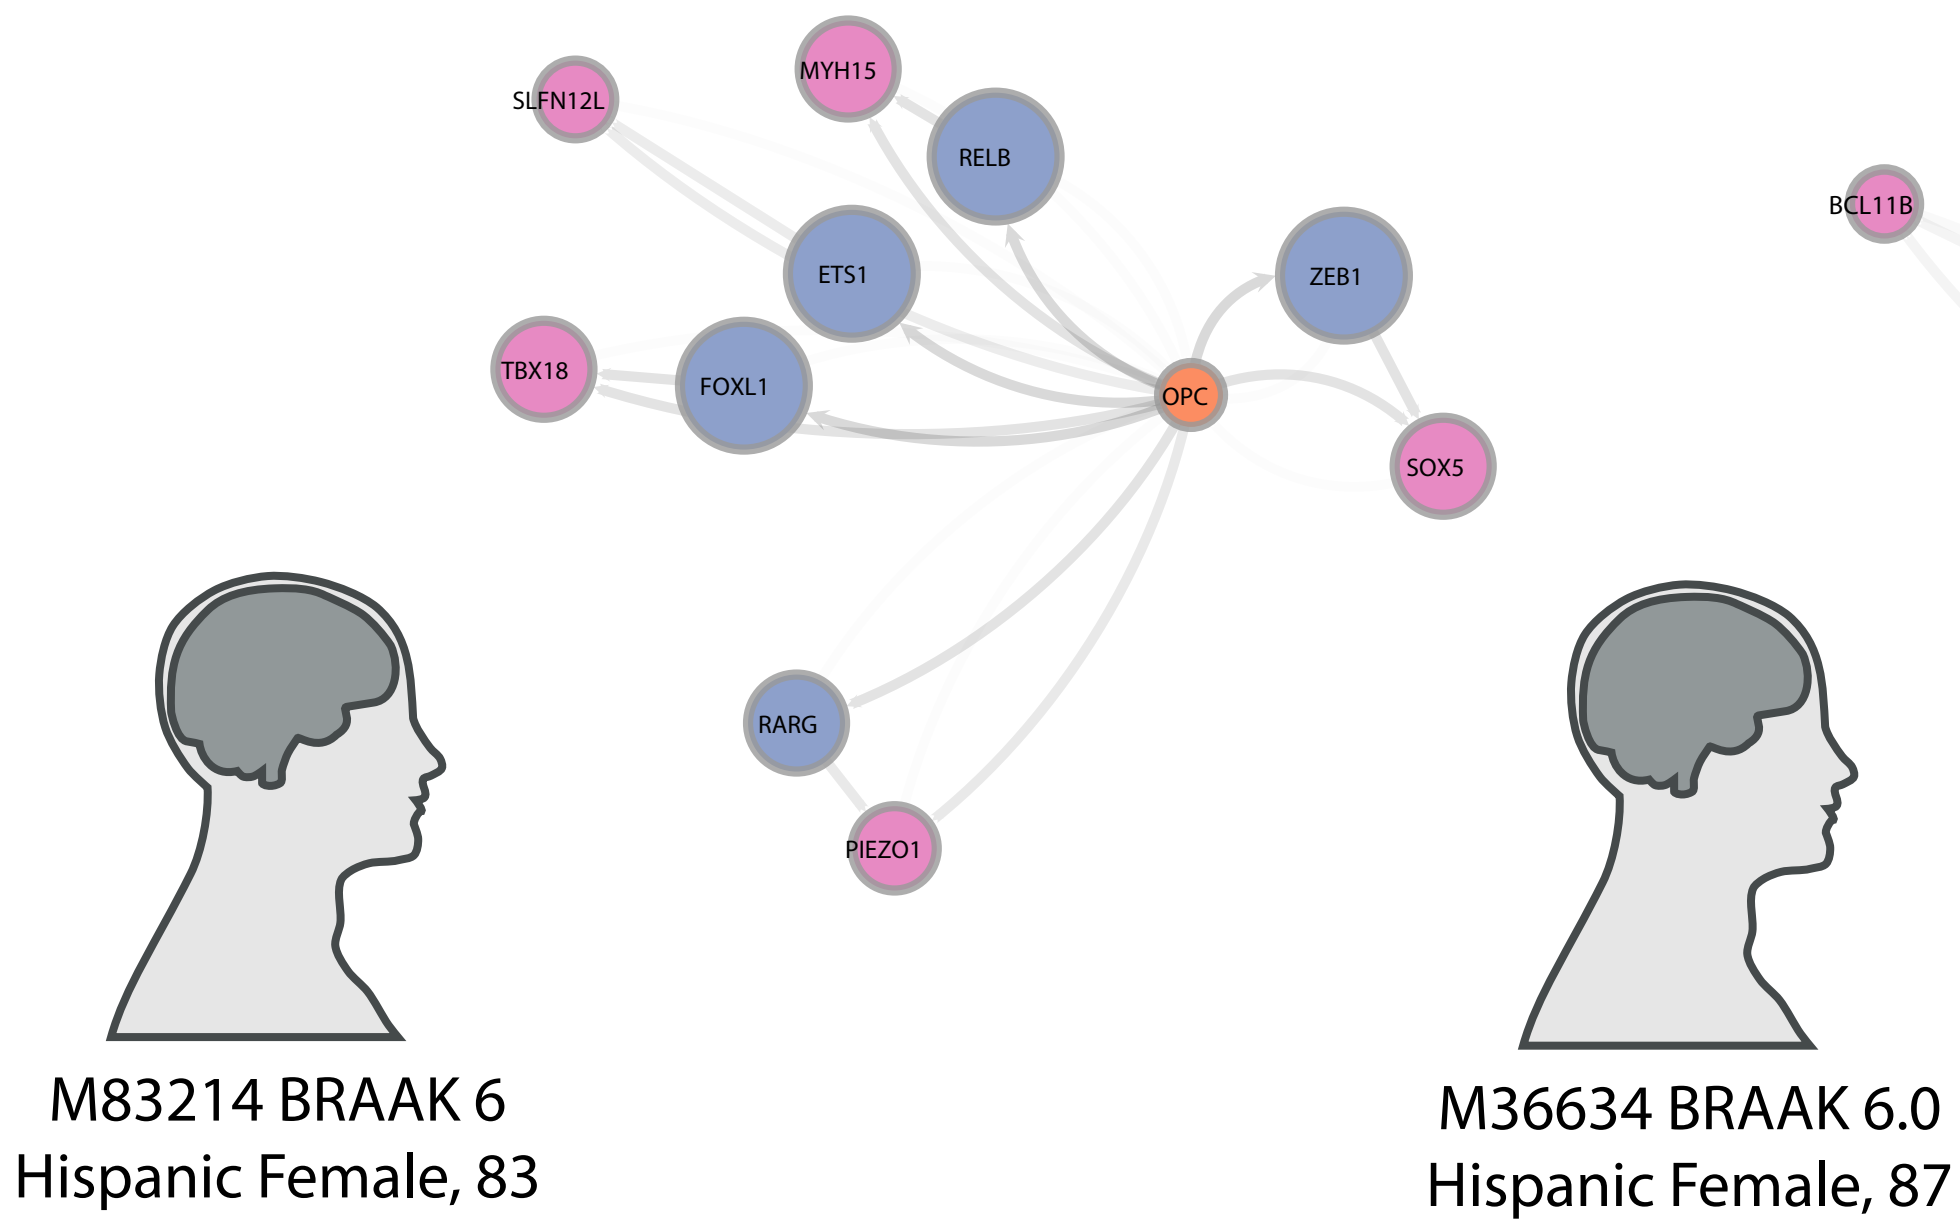 MYH15
SLFN12L
RELB
BCL11B
ETS1
ZEB1
TBX18
FOXL1
OPC
SOX5
RARG
PIEZO1
M83214 BRAAK 6
Hispanic Female, 83
M36634 BRAAK 6.0
Hispanic Female, 87